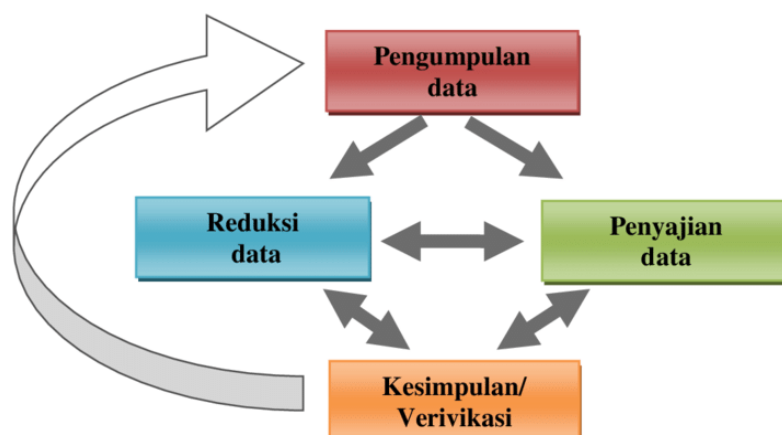 Pengumpulan
data
Reduksi
data
Penyajian
data
Kesimpulan/
Verivikasi